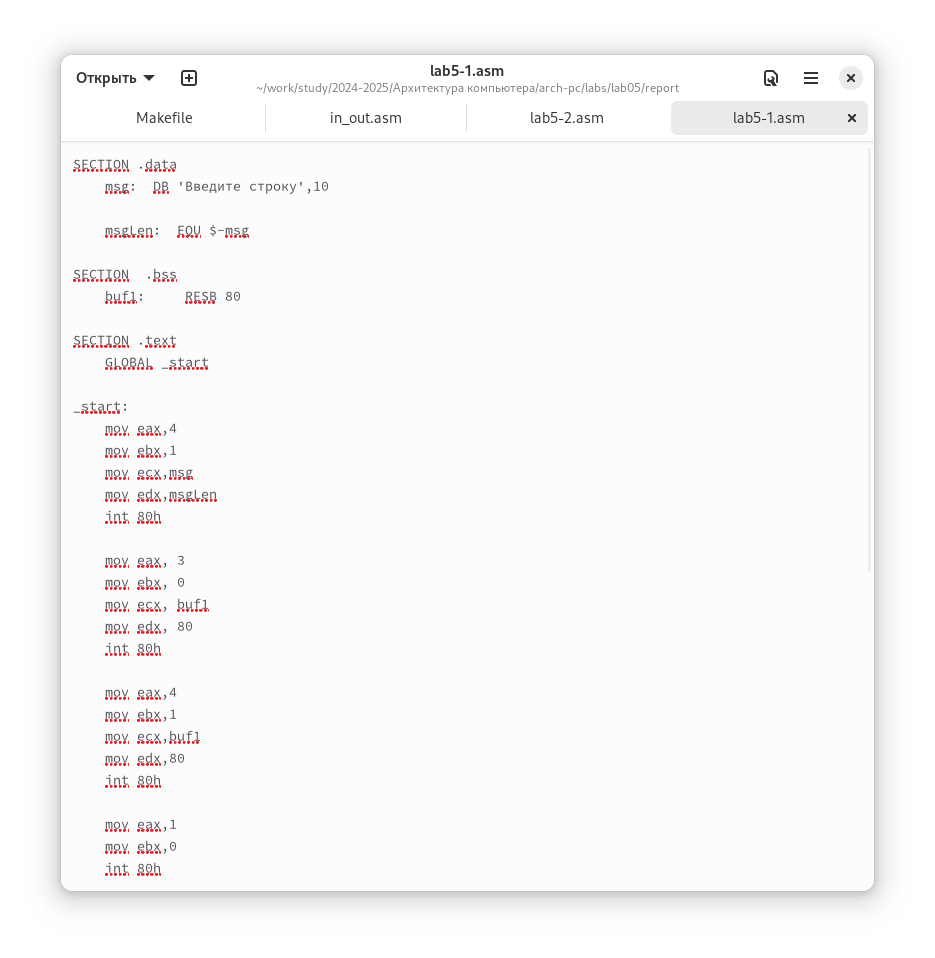 Открыть
lab5-1.asm
~/work/study/2024-2025/Архитектура компьютера/arch-pc/labs/lab05/report
Makefile
in_out.asm
lab5-2.asm
lab5-1.asm
SECTION .data
msg: DB 'Введите строку',10
msgLen: EQU $-msg
SECTION .bss
buf1: RESB 80
SECTION .text
GLOBAL _start
_start:
mov eax,4
mov ebx,1
mov ecx,msg
mov edx,msgLen
int 80h
mov eax, 3
mov ebx, 0
mov ecx, buf1
mov edx, 80
int 80h
mov eax,4
mov ebx,1
mov ecx,buf1
mov edx,80
int 80h
mov eax,1
mov ebx,0
int 80h